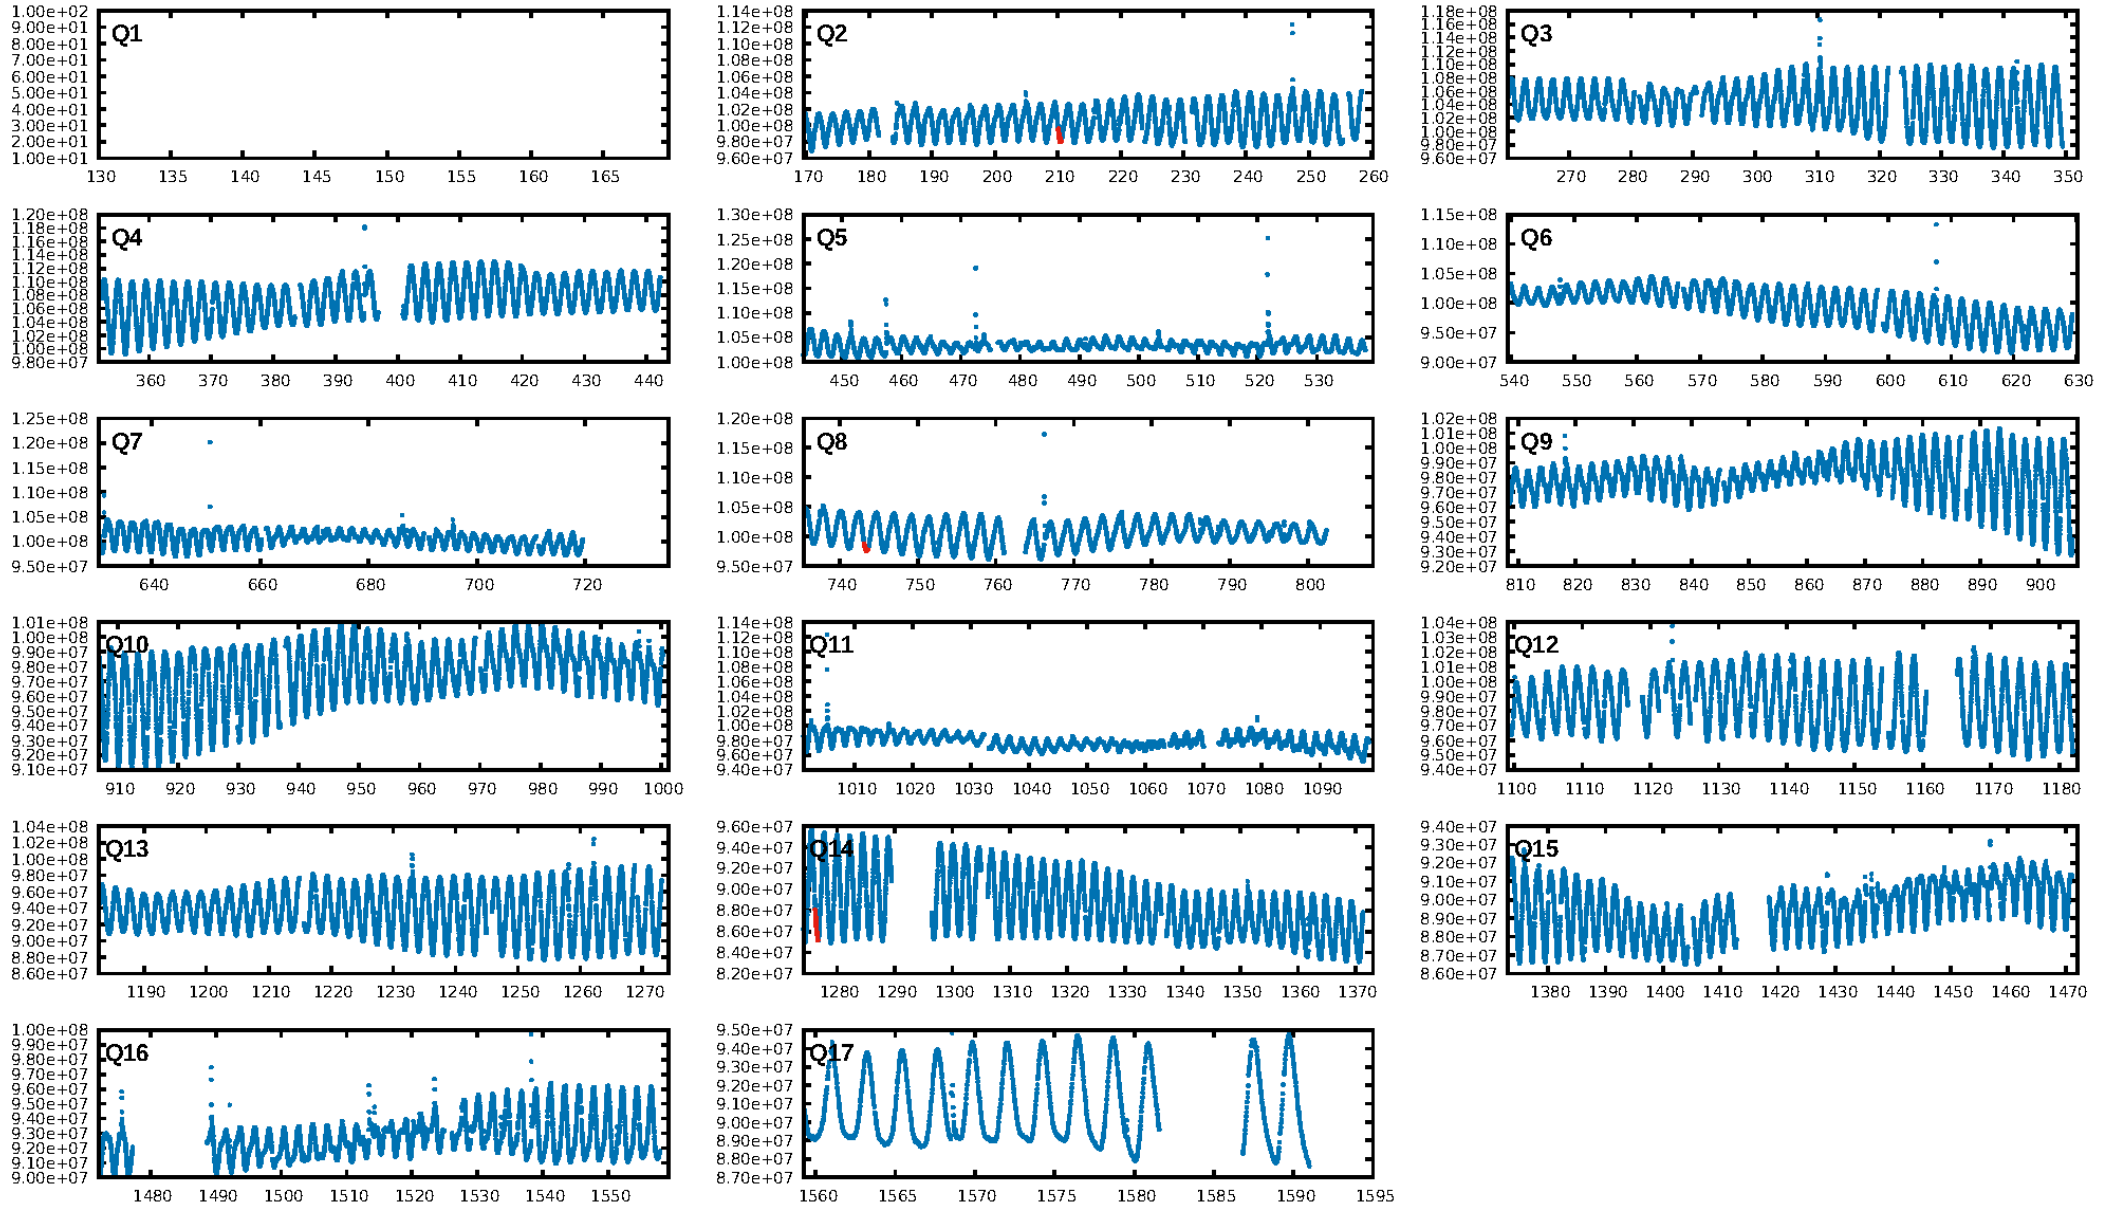 1.00e+02
9.00e+01
8.00e+01
7.00e+01
6.00e+01
5.00e+01
4.00e+01
3.00e+01
2.00e+01
1.00e+01
Q1
130 135 140 145 150 155 160 165
1.14e+08
1.12e+08
1.10e+08
1.08e+08
1.06e+08
1.04e+08
1.02e+08
1.00e+08
9.80e+07
9.60e+07
Q2
170 180 190 200 210 220 230 240 250 260
1.18e+08
1.16e+08
1.14e+08
1.12e+08
1.10e+08
1.08e+08
1.06e+08
1.04e+08
1.02e+08
1.00e+08
9.80e+07
9.60e+07
Q3
270 280 290 300 310 320 330 340 350
1.20e+08
1.18e+08
1.16e+08
1.14e+08
1.12e+08
1.10e+08
1.08e+08
1.06e+08
1.04e+08
1.02e+08
1.00e+08
9.80e+07
Q4
360 370 380 390 400 410 420 430 440
1.30e+08
1.25e+08
1.20e+08
1.15e+08
1.10e+08
1.05e+08
1.00e+08
Q5
450 460 470 480 490 500 510 520 530
1.15e+08
1.10e+08
1.05e+08
1.00e+08
9.50e+07
9.00e+07
Q6
540 550 560 570 580 590 600 610 620 630
1.25e+08
1.20e+08
1.15e+08
1.10e+08
1.05e+08
1.00e+08
9.50e+07
Q7
640 660 680 700 720
1.20e+08
1.15e+08
1.10e+08
1.05e+08
1.00e+08
9.50e+07
Q8
740 750 760 770 780 790 800
1.02e+08
1.01e+08
1.00e+08
9.90e+07
9.80e+07
9.70e+07
9.60e+07
9.50e+07
9.40e+07
9.30e+07
9.20e+07
Q9
810 820 830 840 850 860 870 880 890 900
1.01e+08
1.00e+08
9.90e+07
9.80e+07
9.70e+07
9.60e+07
9.50e+07
9.40e+07
9.30e+07
9.20e+07
9.10e+07
Q10
910 920 930 940 950 960 970 980 990 1000
1.14e+08
1.12e+08
1.10e+08
1.08e+08
1.06e+08
1.04e+08
1.02e+08
1.00e+08
9.80e+07
9.60e+07
9.40e+07
Q11
1010 1020 1030 1040 1050 1060 1070 1080 1090
1.04e+08
1.03e+08
1.02e+08
1.01e+08
1.00e+08
9.90e+07
9.80e+07
9.70e+07
9.60e+07
9.50e+07
9.40e+07
Q12
1100 1110 1120 1130 1140 1150 1160 1170 1180
1.04e+08
1.02e+08
1.00e+08
9.80e+07
9.60e+07
9.40e+07
9.20e+07
9.00e+07
8.80e+07
8.60e+07
Q13
1190 1200 1210 1220 1230 1240 1250 1260 1270
9.60e+07
9.40e+07
9.20e+07
9.00e+07
8.80e+07
8.60e+07
8.40e+07
8.20e+07
Q14
1280 1290 1300 1310 1320 1330 1340 1350 1360 1370
9.40e+07
9.30e+07
9.20e+07
9.10e+07
9.00e+07
8.90e+07
8.80e+07
8.70e+07
8.60e+07
Q15
1380 1390 1400 1410 1420 1430 1440 1450 1460 1470
1.00e+08
9.90e+07
9.80e+07
9.70e+07
9.60e+07
9.50e+07
9.40e+07
9.30e+07
9.20e+07
9.10e+07
9.00e+07
Q16
1480 1490 1500 1510 1520 1530 1540 1550
9.50e+07
9.40e+07
9.30e+07
9.20e+07
9.10e+07
9.00e+07
8.90e+07
8.80e+07
8.70e+07
Q17
1560 1565 1570 1575 1580 1585 1590 1595